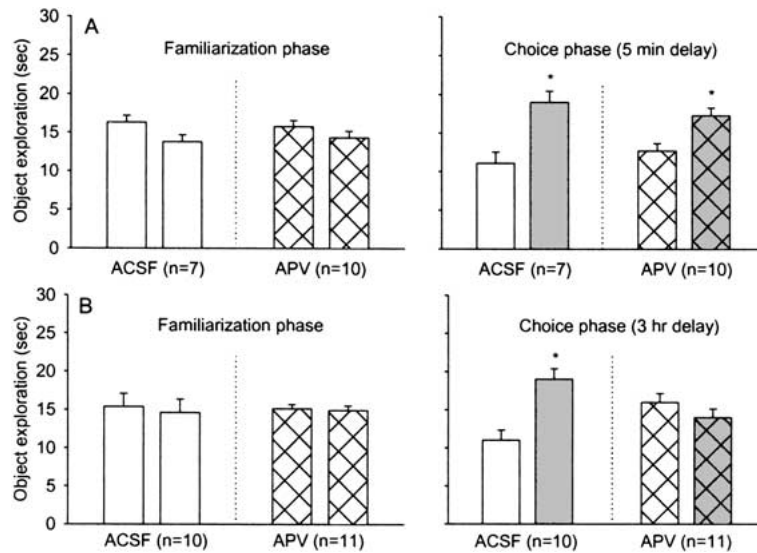 A
Familiarization phase
Choice phase (5 min delay)
Object exploration (sec)
30
25
20
15
10
5
0
*
*
ACSF (n=7)
APV (n=10)
ACSF (n=7)
APV (n=10)
B
Familiarization phase
Choice phase (3 hr delay)
Object exploration (sec)
30
25
20
15
10
5
0
*
ACSF (n=10)
APV (n=11)
ACSF (n=10)
APV (n=11)